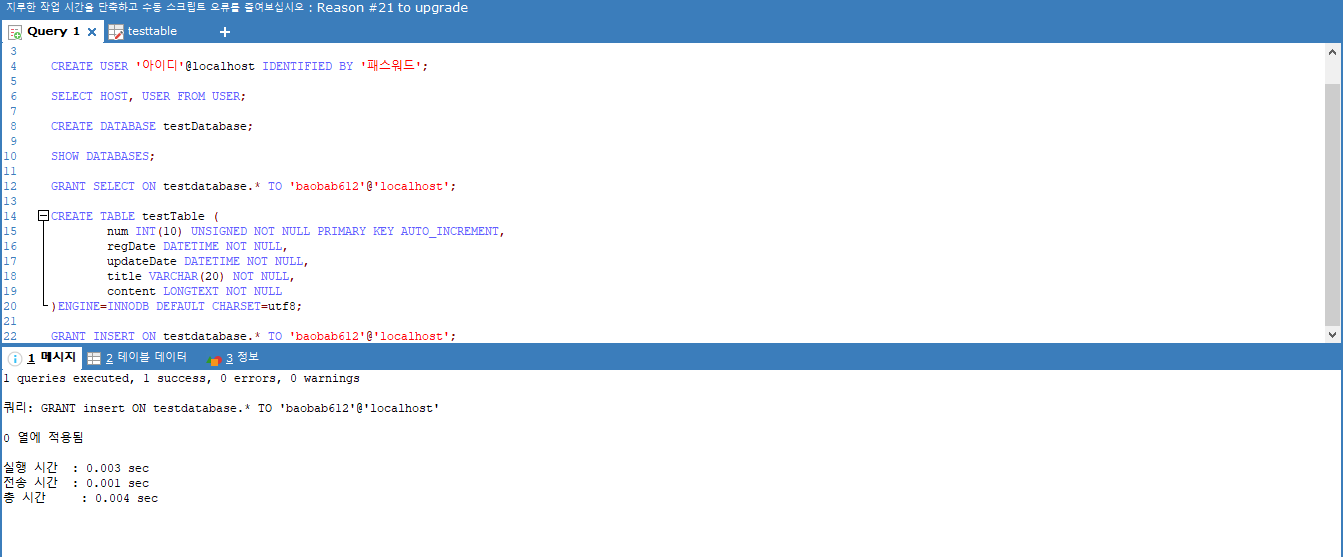 지루한 작업 시간을 단축하고 수동 스크립트 오류를 줄여보십시오 : Reason #21 to upgrade
Query 1 × testtable +
3
4 CREATE USER '아이디'@localhost IDENTIFIED BY '패스워드';
5
6 SELECT HOST, USER FROM USER;
7
8 CREATE DATABASE testDatabase;
9
10 SHOW DATABASES;
11
12 GRANT SELECT ON testdatabase.* TO 'baobab612'@'localhost';
13
14 CREATE TABLE testTable (
15 num INT(10) UNSIGNED NOT NULL PRIMARY KEY AUTO_INCREMENT,
16 regDate DATETIME NOT NULL,
17 updateDate DATETIME NOT NULL,
18 title VARCHAR(20) NOT NULL,
19 content LONGTEXT NOT NULL
20 )ENGINE=INNODB DEFAULT CHARSET=utf8;
21
22 GRANT INSERT ON testdatabase.* TO 'baobab612'@'localhost';
1 메시지 2 테이블 데이터 3 정보
1 queries executed, 1 success, 0 errors, 0 warnings
쿼리: GRANT insert ON testdatabase.* TO 'baobab612'@'localhost'
0 열에 적용됨
실행 시간 : 0.003 sec
전송 시간 : 0.001 sec
총 시간 : 0.004 sec